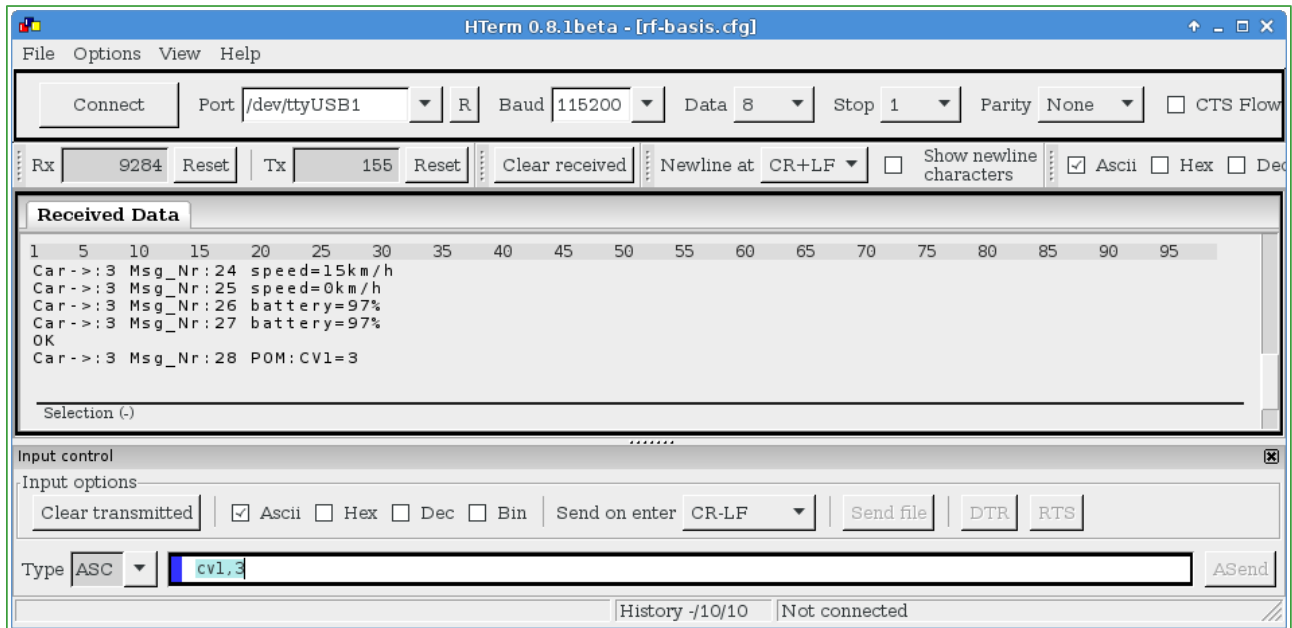 HTerm 0.8.1beta - [rf-basis.cfg]
File Options View Help
Connect Port /dev/ttyUSB1 R Baud 115200 Data 8 Stop 1 Parity None CTS Flow
Rx 9284 Reset Tx 155 Reset Clear received Newline at CR+LF Show newline characters Ascii Hex Dec
Received Data
1 5 10 15 20 25 30 35 40 45 50 55 60 65 70 75 80 85 90 95
Car->:3 Msg_Nr:24 speed=15km/h
Car->:3 Msg_Nr:25 speed=0km/h
Car->:3 Msg_Nr:26 battery=97%
Car->:3 Msg_Nr:27 battery=97%
OK
Car->:3 Msg_Nr:28 POM:CV1=3
Selection (-)
Input control
Input options
Clear transmitted Ascii Hex Dec Bin Send on enter CR-LF Send file DTR RTS
Type ASC cv1,3 ASend
History -/10/10 Not connected